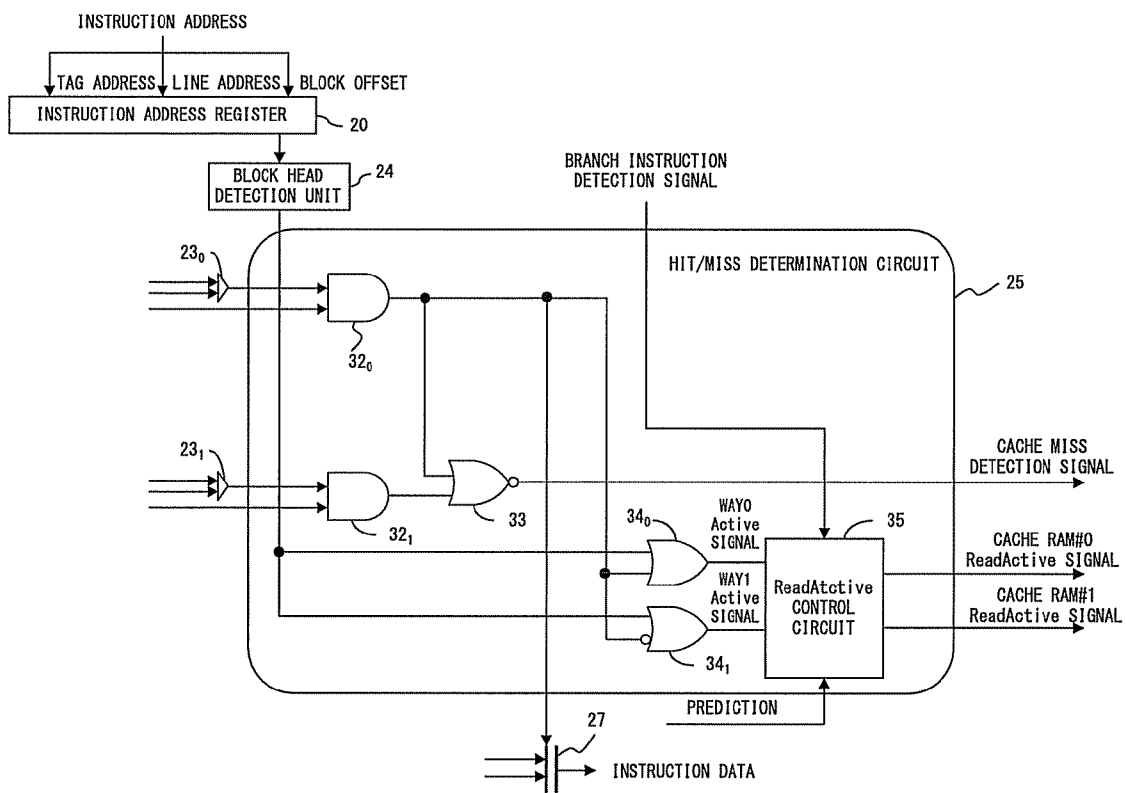 INSTRUCTION ADDRESS
TAG ADDRESS
LINE ADDRESS
BLOCK OFFSET
INSTRUCTION ADDRESS REGISTER
20
BLOCK HEAD
DETECTION UNIT
24
BRANCH INSTRUCTION
DETECTION SIGNAL
HIT/MISS DETERMINATION CIRCUIT
25
23₀
32₀
23₁
32₁
33
CACHE MISS
DETECTION SIGNAL
34₀
WAY0
Active
SIGNAL
35
CACHE RAM#0
ReadActive SIGNAL
WAY1
Active
SIGNAL
ReadAtctive
CONTROL
CIRCUIT
CACHE RAM#1
ReadActive SIGNAL
34₁
PREDICTION
27
INSTRUCTION DATA